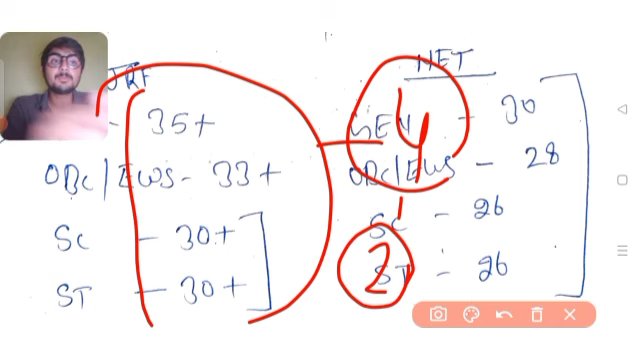 JRF
- 35+
OBC/EWS - 33+
SC - 30+
ST - 30+
NET
GEN - 30
OBC/EWS - 28
SC - 26
ST - 26
4
2